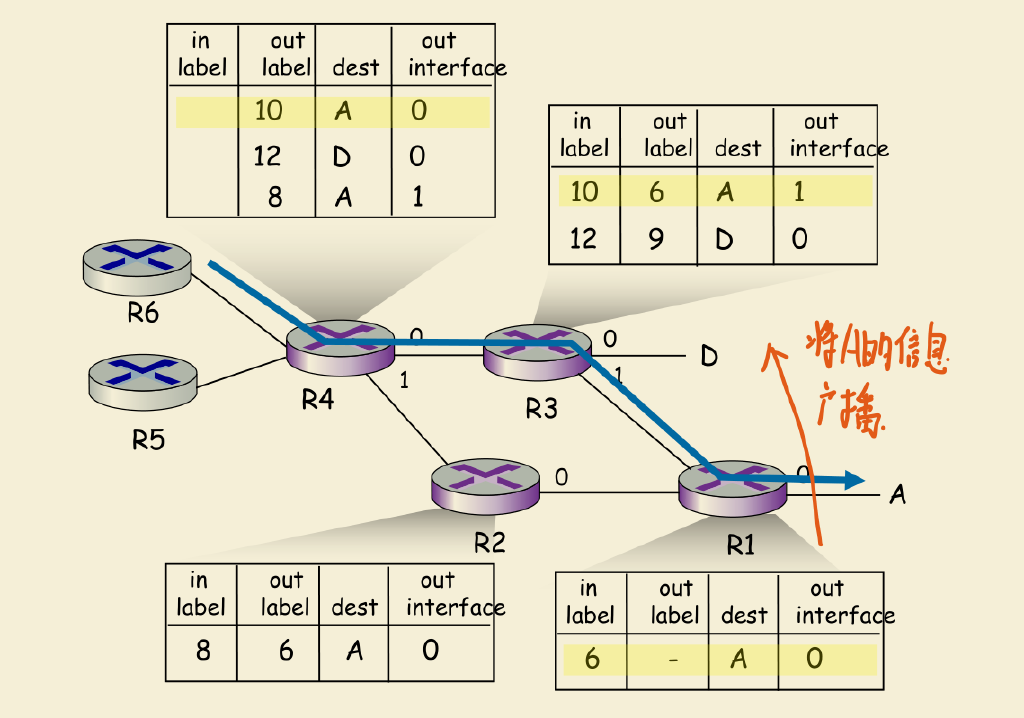 in out out
label label dest interface
10 A 0
12 D 0
8 A 1
in out out
label label dest interface
10 6 A 1
12 9 D 0
R6
R5
R4
0
1
R3
0
1
D
将A的信息
广播.
R2
0
R1
0
A
in out out
label label dest interface
8 6 A 0
in out out
label label dest interface
6 - A 0